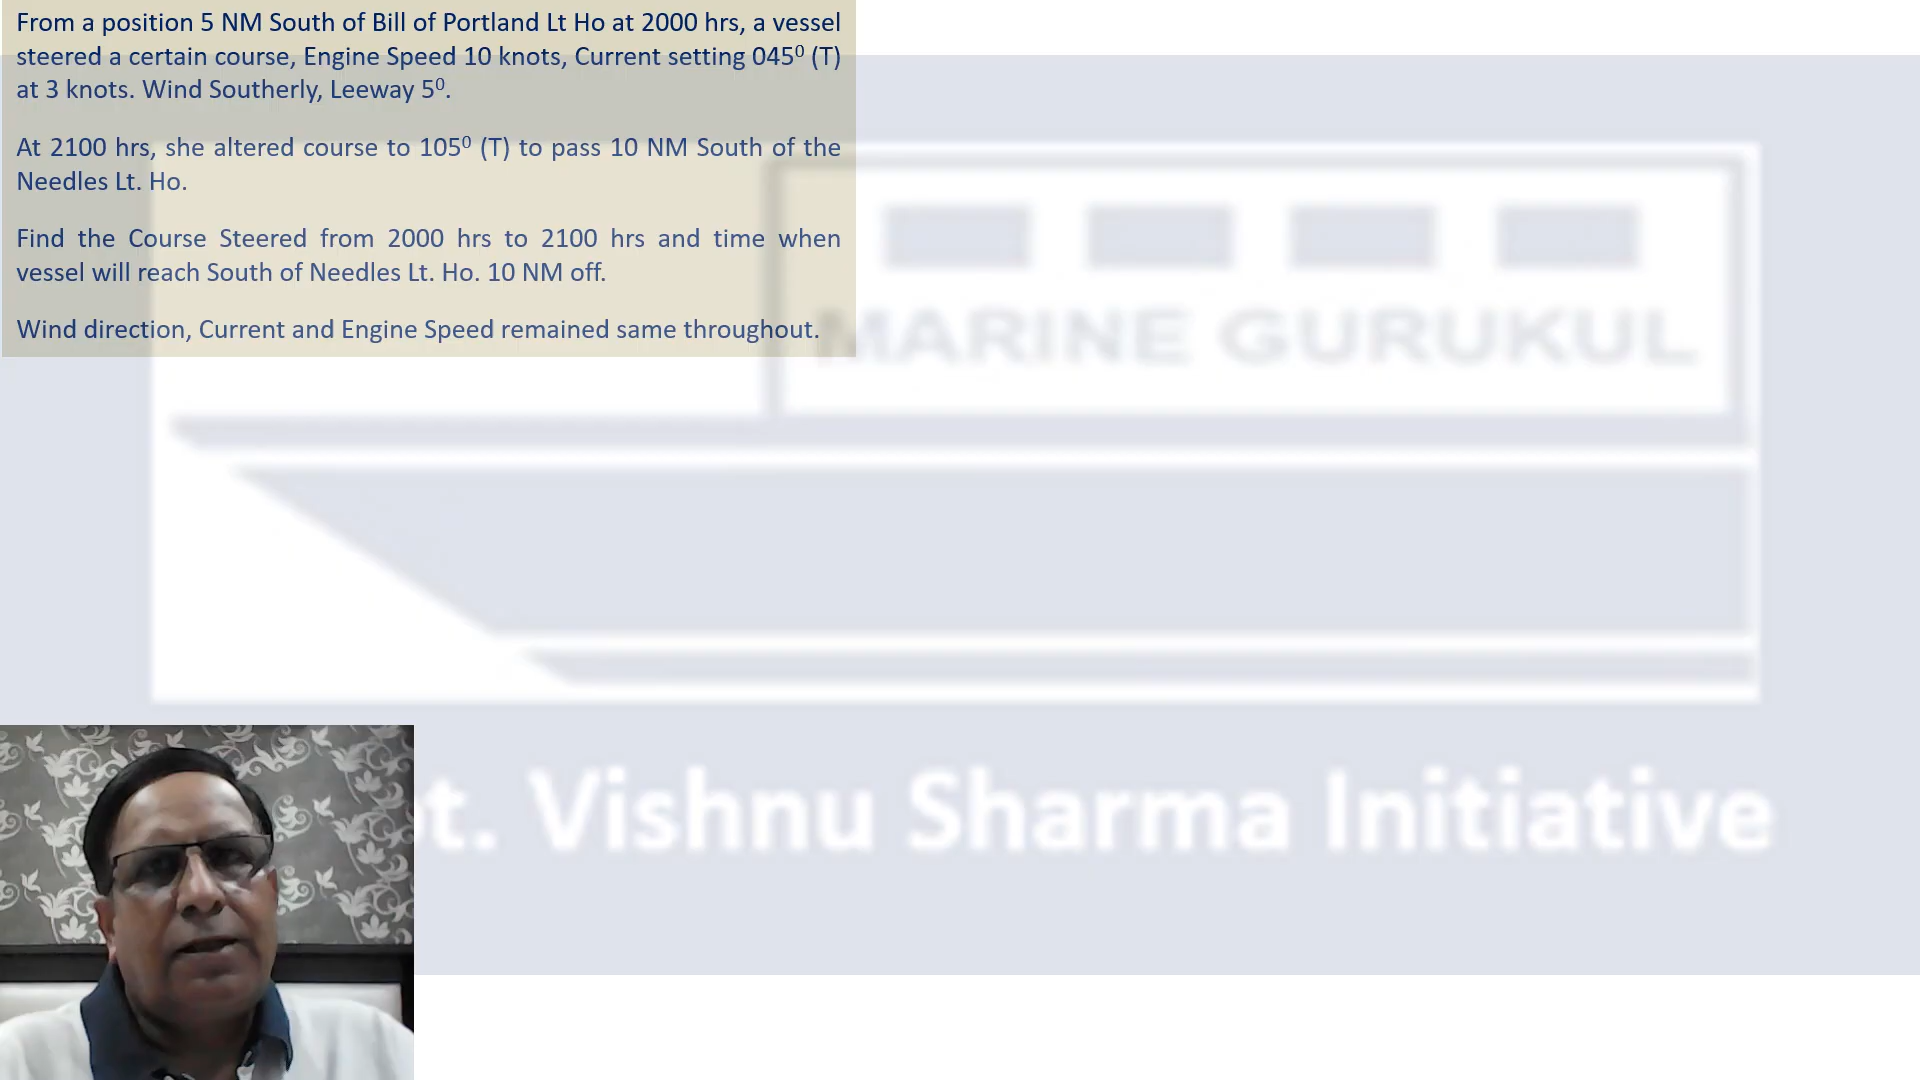 From a position 5 NM South of Bill of Portland Lt Ho at 2000 hrs, a vessel
steered a certain course, Engine Speed 10 knots, Current setting 045⁰ (T)
at 3 knots. Wind Southerly, Leeway 5⁰.
At 2100 hrs, she altered course to 105⁰ (T) to pass 10 NM South of the
Needles Lt. Ho.
Find the Course Steered from 2000 hrs to 2100 hrs and time when
vessel will reach South of Needles Lt. Ho. 10 NM off.
Wind direction, Current and Engine Speed remained same throughout.
MARINE GURUKUL
pt. Vishnu Sharma Initiative